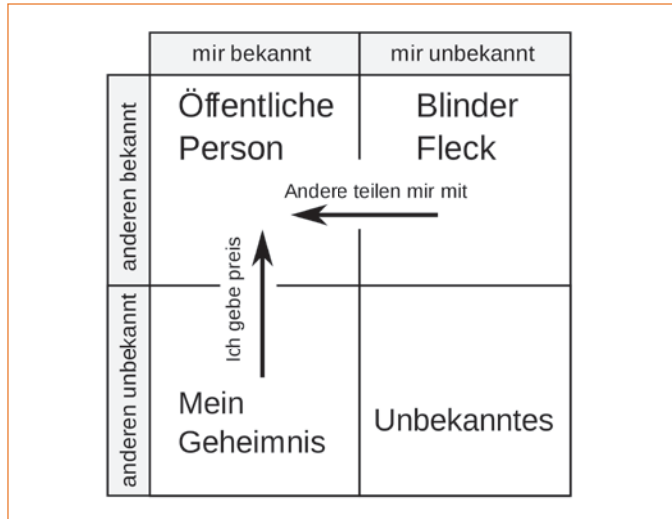 mir bekannt
mir unbekannt
anderen bekannt
Öffentliche
Person
Blinder
Fleck
Andere teilen mir mit
Ich gebe preis
anderen unbekannt
Mein
Geheimnis
Unbekanntes